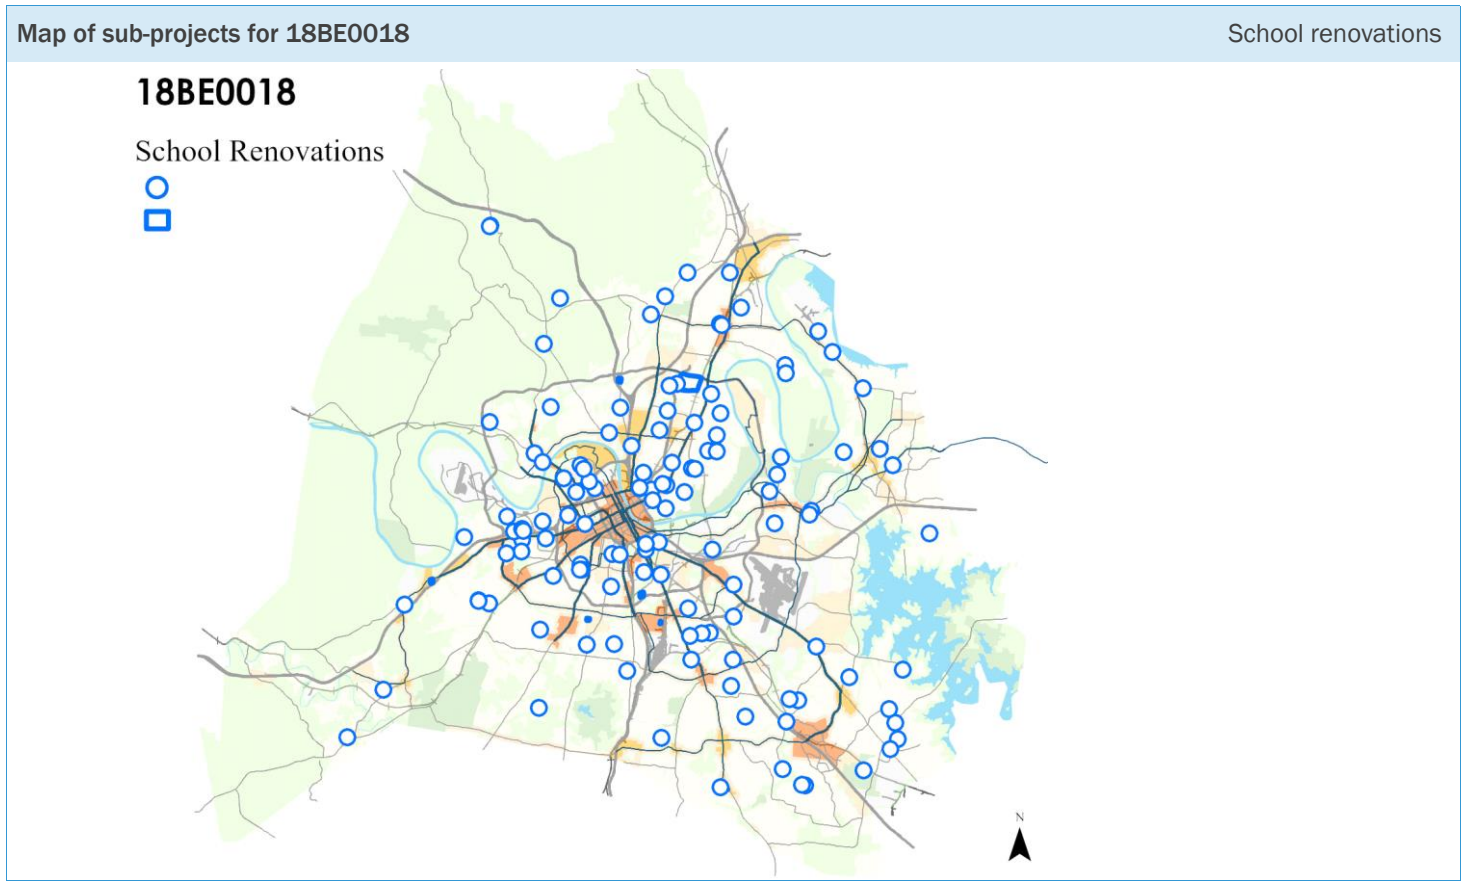 Map of sub-projects for 18BE0018
School renovations
18BE0018
School Renovations
N